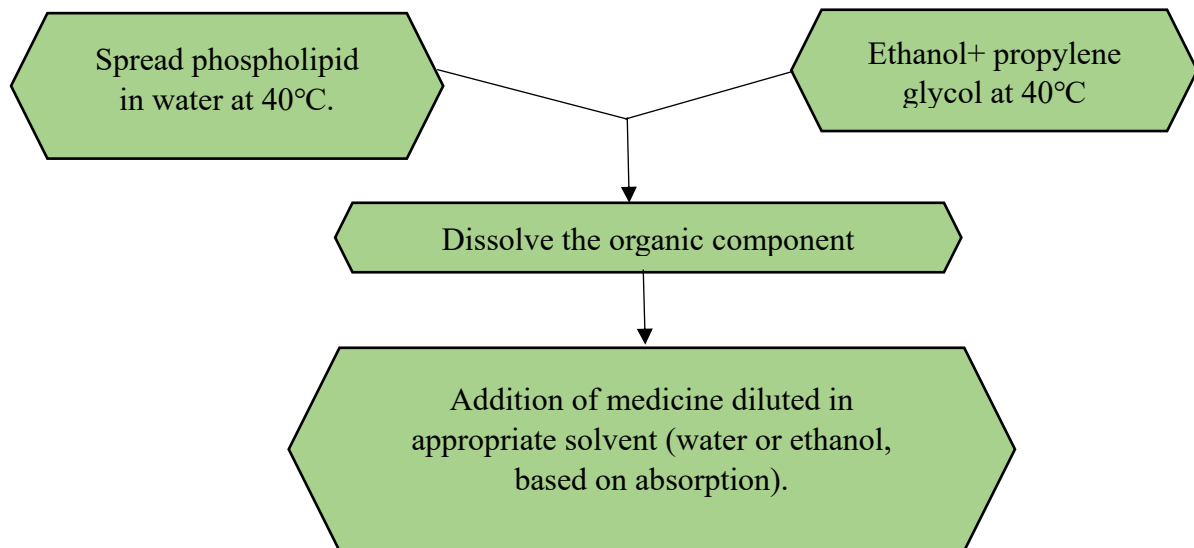 Spread phospholipid
in water at 40℃.
Ethanol+ propylene
glycol at 40℃
Dissolve the organic component
Addition of medicine diluted in
appropriate solvent (water or ethanol,
based on absorption).